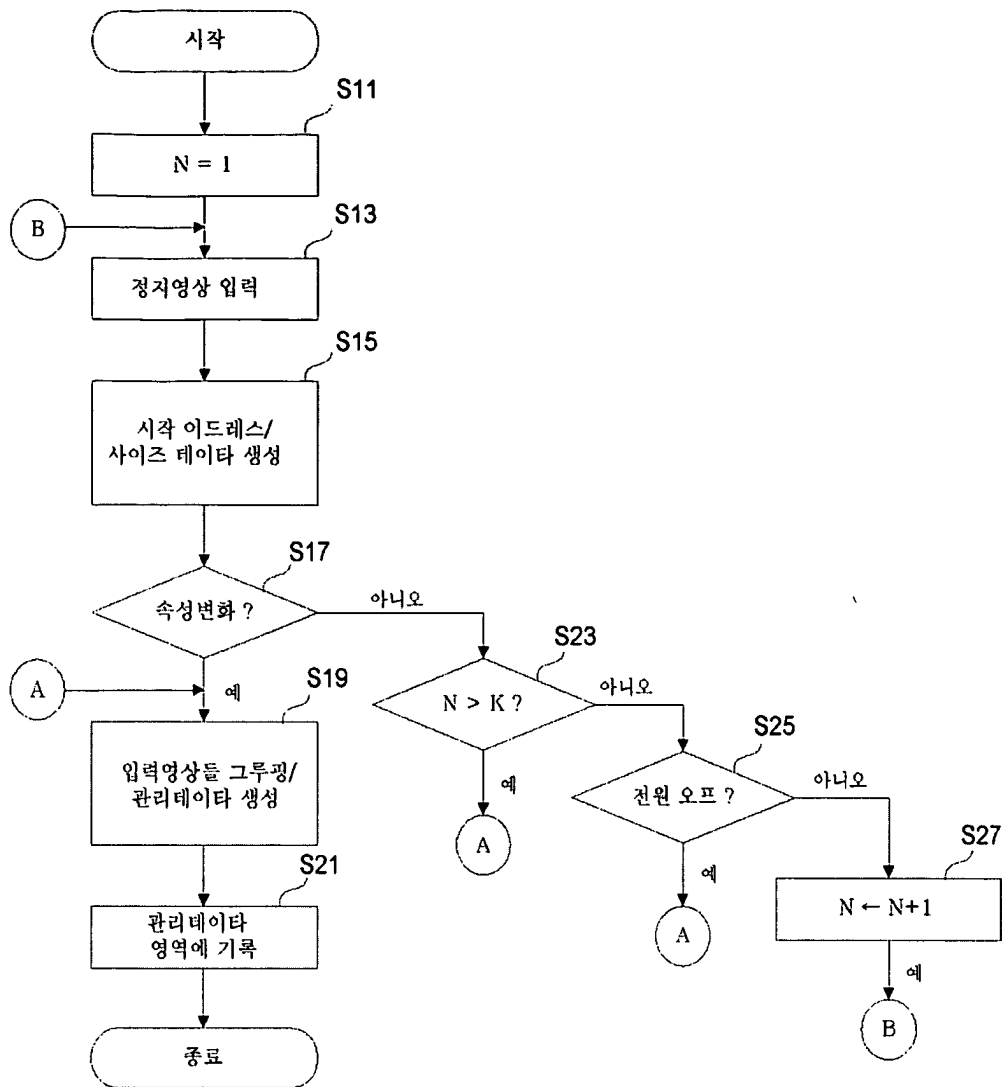 시작
S11
N = 1
B
S13
정지영상 입력
S15
시작 어드레스/
사이즈 데이타 생성
S17
속성변화 ?
아니오
A
예
S19
입력영상들 그루핑/
관리데이타 생성
S21
관리데이타
영역에 기록
종료
S23
N > K ?
아니오
예
A
S25
전원 오프 ?
아니오
예
A
S27
N ← N+1
예
B